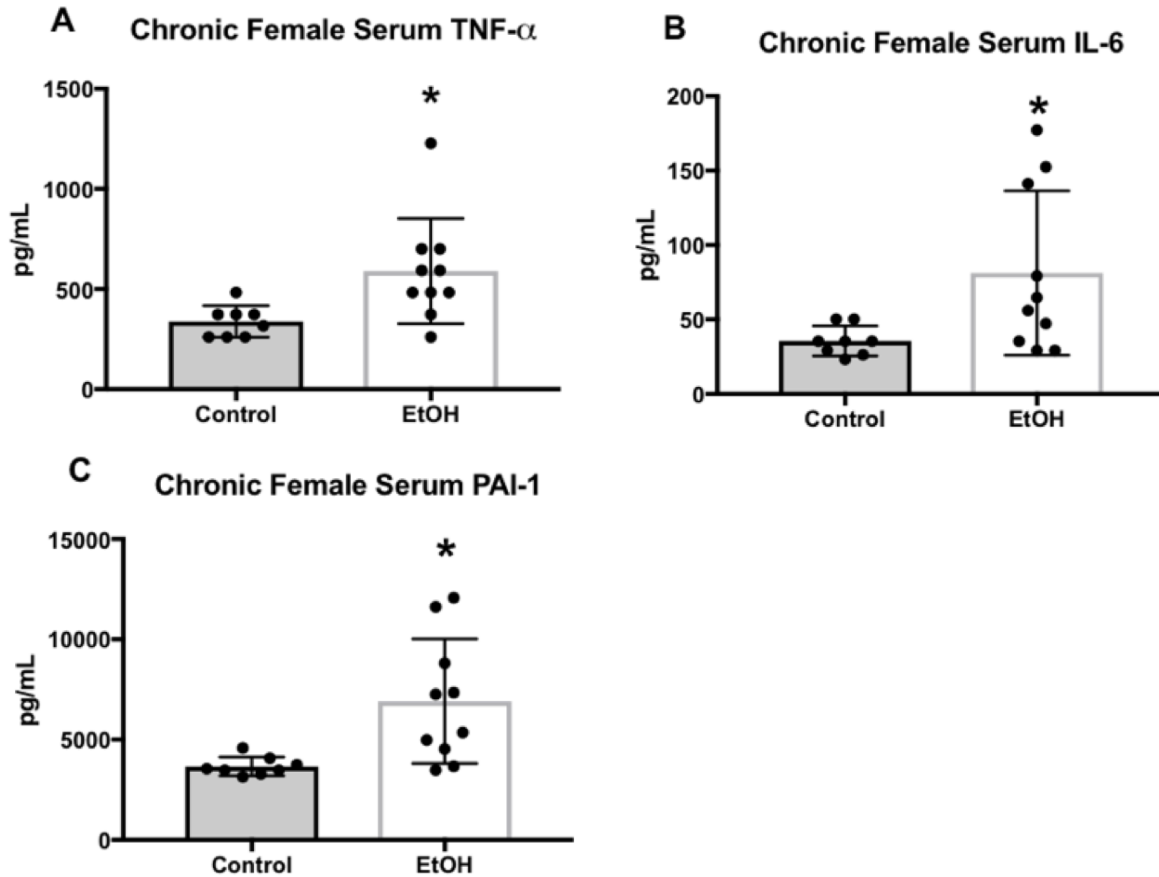 A
Chronic Female Serum TNF-α
*
1500
1000
500
0
pg/mL
Control EtOH
B
Chronic Female Serum IL-6
*
200
150
100
50
0
pg/mL
Control EtOH
C
Chronic Female Serum PAI-1
*
15000
10000
5000
0
pg/mL
Control EtOH